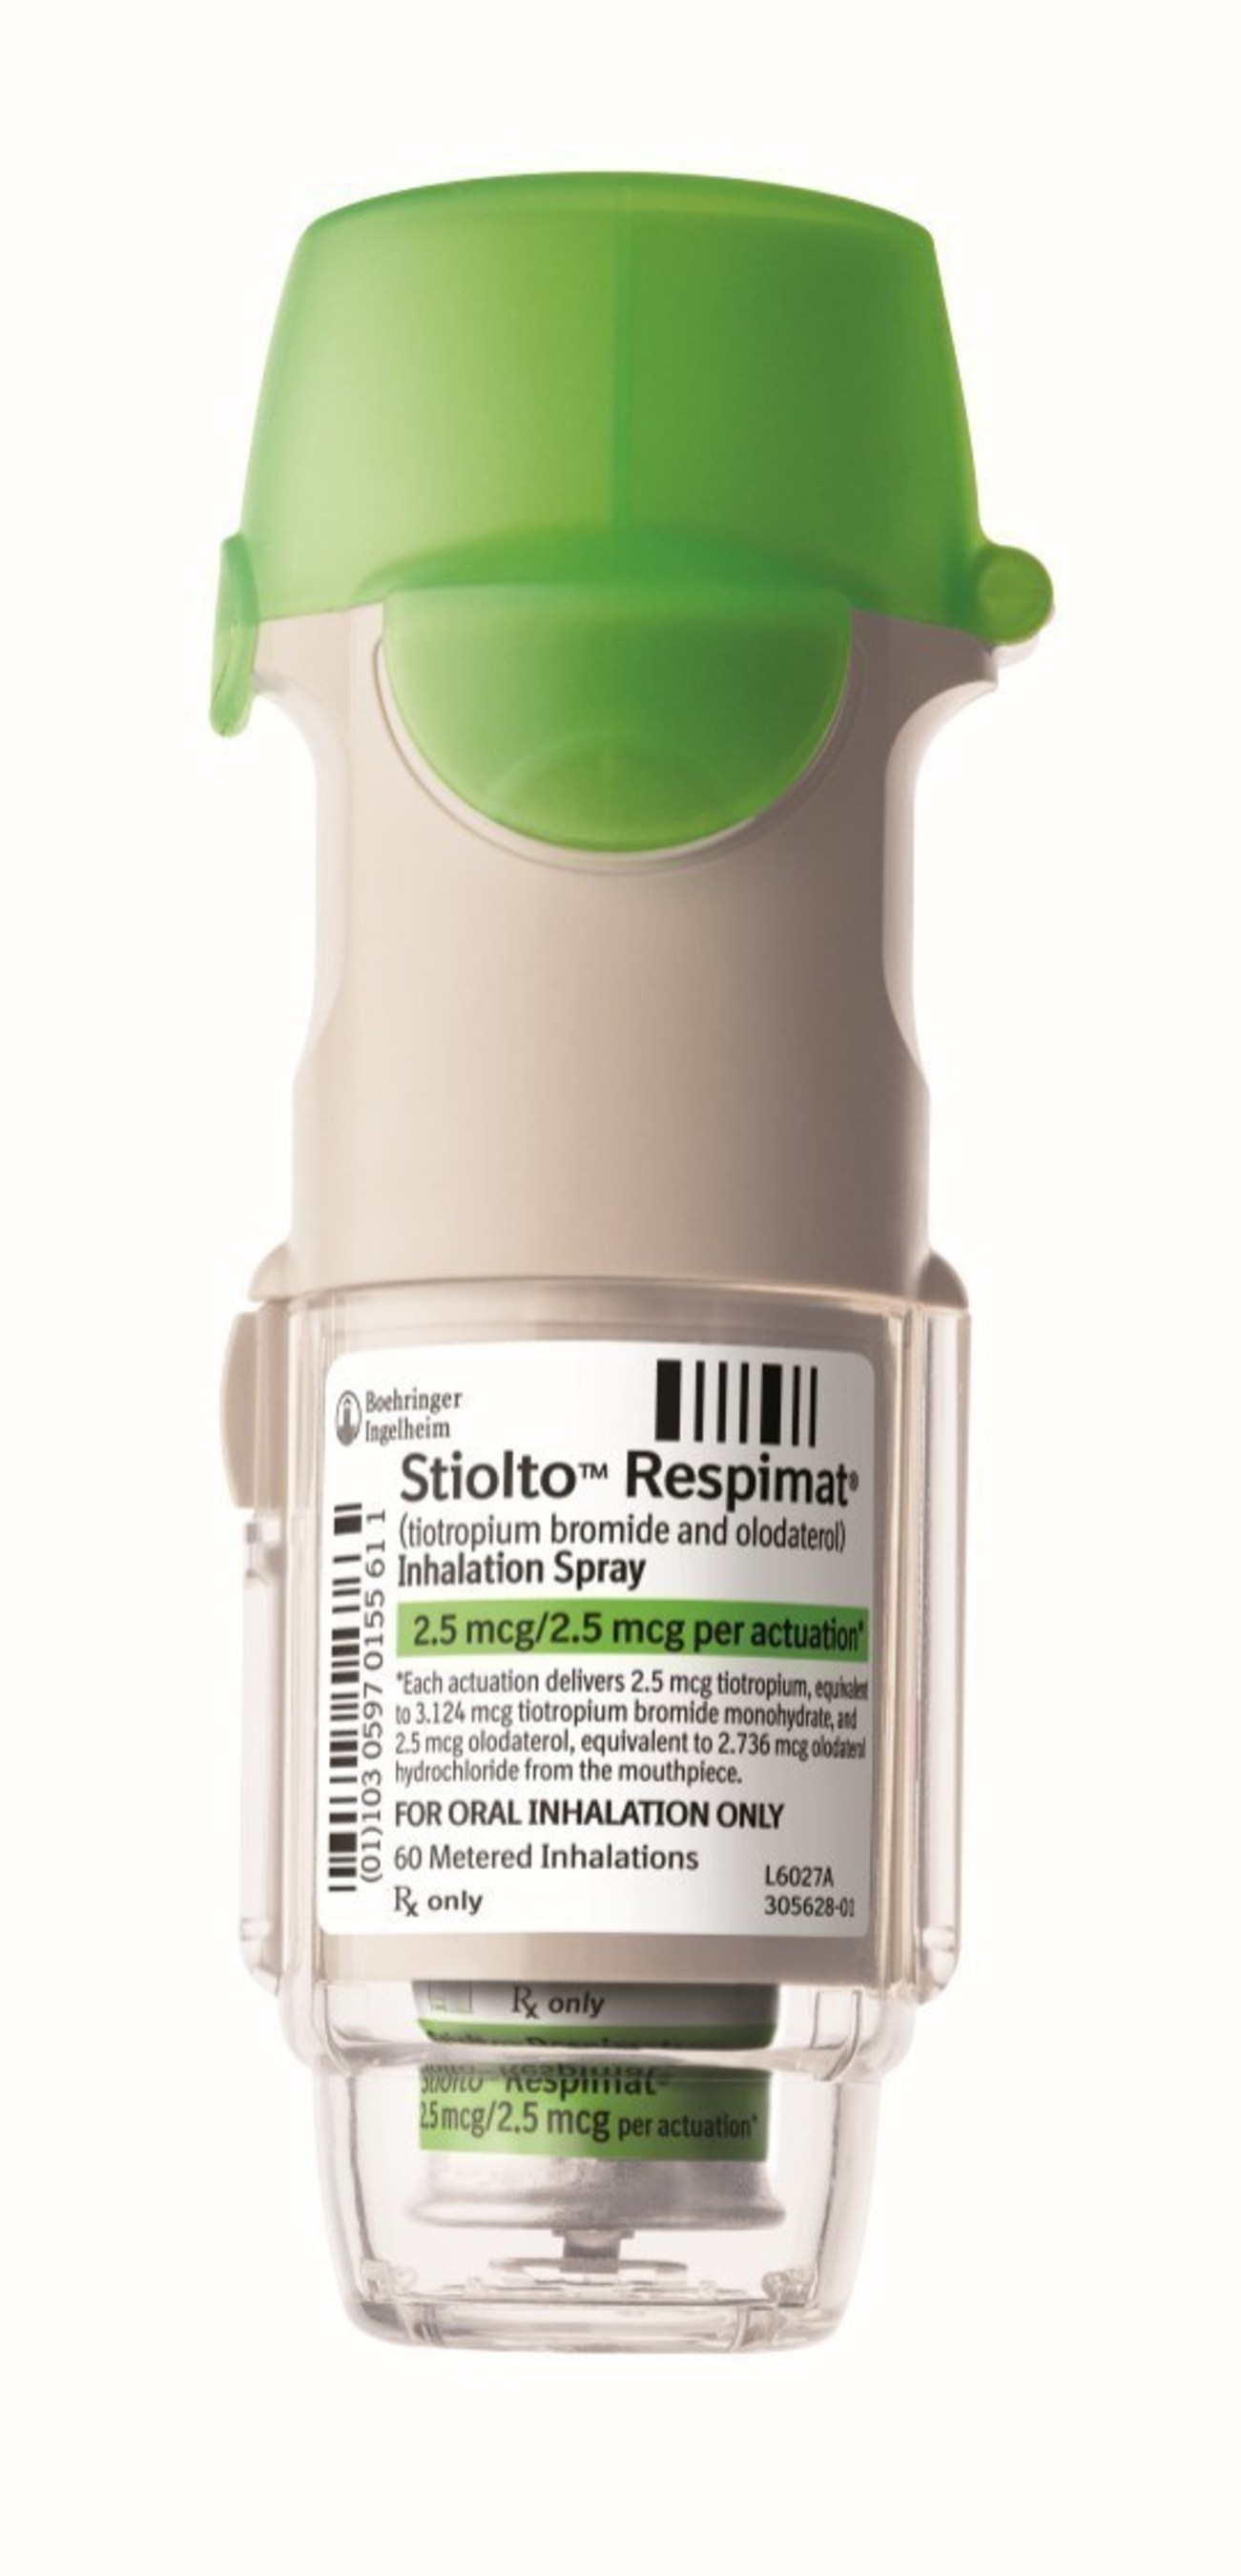 Boehringer
Ingelheim
Stiolto™ Respimat®
(tiotropium bromide and olodaterol)
Inhalation Spray
2.5 mcg/2.5 mcg per actuation*
*Each actuation delivers 2.5 mcg tiotropium, equivalent
to 3.124 mcg tiotropium bromide monohydrate, and
2.5 mcg olodaterol, equivalent to 2.736 mcg olodaterol
hydrochloride from the mouthpiece.
FOR ORAL INHALATION ONLY
60 Metered Inhalations
℞ only
L6027A
305628-01
(01)103 0597 0155 61 1
℞ only
Stiolto™ Respimat®
2.5 mcg/2.5 mcg per actuation*